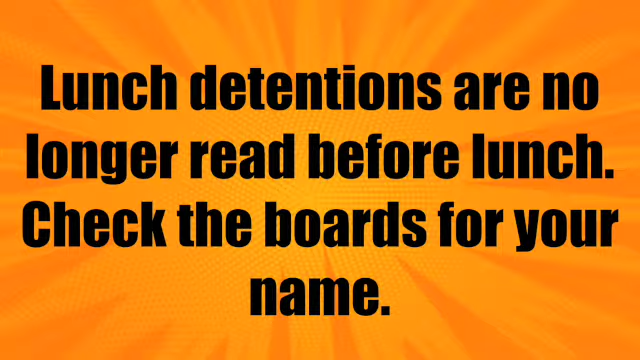 Lunch detentions are no
longer read before lunch.
Check the boards for your
name.